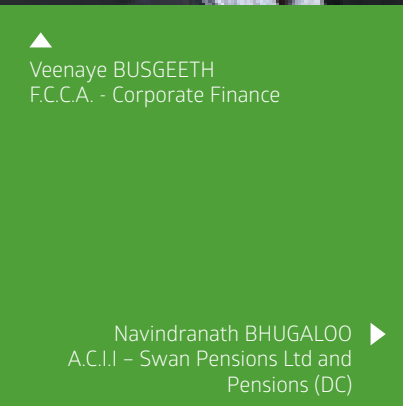 Veenaye BUSGEETH
F.C.C.A. - Corporate Finance
Navindranath BHUGALOO
A.C.I.I – Swan Pensions Ltd and
Pensions (DC)